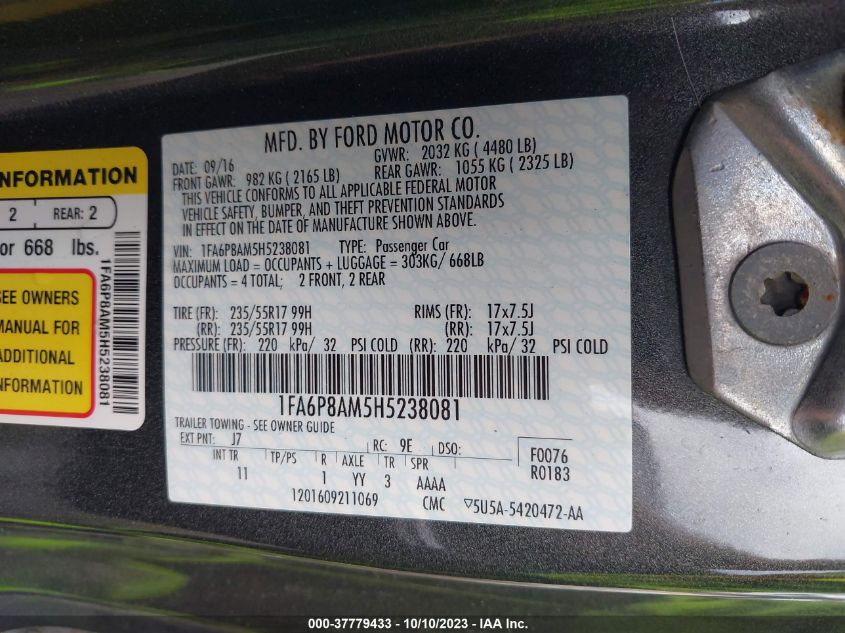 NFORMATION
2 REAR: 2
or 668 lbs.
SEE OWNERS
MANUAL FOR
ADDITIONAL
INFORMATION
1FA6P8AM5H5238081
MFD. BY FORD MOTOR CO.
DATE: 09/16 GVWR: 2032 KG ( 4480 LB)
FRONT GAWR: 982 KG ( 2165 LB) REAR GAWR: 1055 KG ( 2325 LB)
THIS VEHICLE CONFORMS TO ALL APPLICABLE FEDERAL MOTOR
VEHICLE SAFETY, BUMPER, AND THEFT PREVENTION STANDARDS
IN EFFECT ON THE DATE OF MANUFACTURE SHOWN ABOVE.
VIN: 1FA6P8AM5H5238081 TYPE: Passenger Car
MAXIMUM LOAD = OCCUPANTS + LUGGAGE = 303KG/ 668LB
OCCUPANTS = 4 TOTAL; 2 FRONT, 2 REAR
TIRE (FR): 235/55R17 99H RIMS (FR): 17x7.5J
(RR): 235/55R17 99H (RR): 17x7.5J
PRESSURE (FR): 220 kPa/ 32 PSI COLD (RR): 220 kPa/ 32 PSI COLD
1FA6P8AM5H5238081
TRAILER TOWING - SEE OWNER GUIDE
EXT PNT: J7 RC: 9E DSO: F0076
INT TR TP/PS R AXLE TR SPR R0183
11 1 YY 3 AAAA
1201609211069 CMC ▽5U5A-5420472-AA
000-37779433 - 10/10/2023 - IAA Inc.